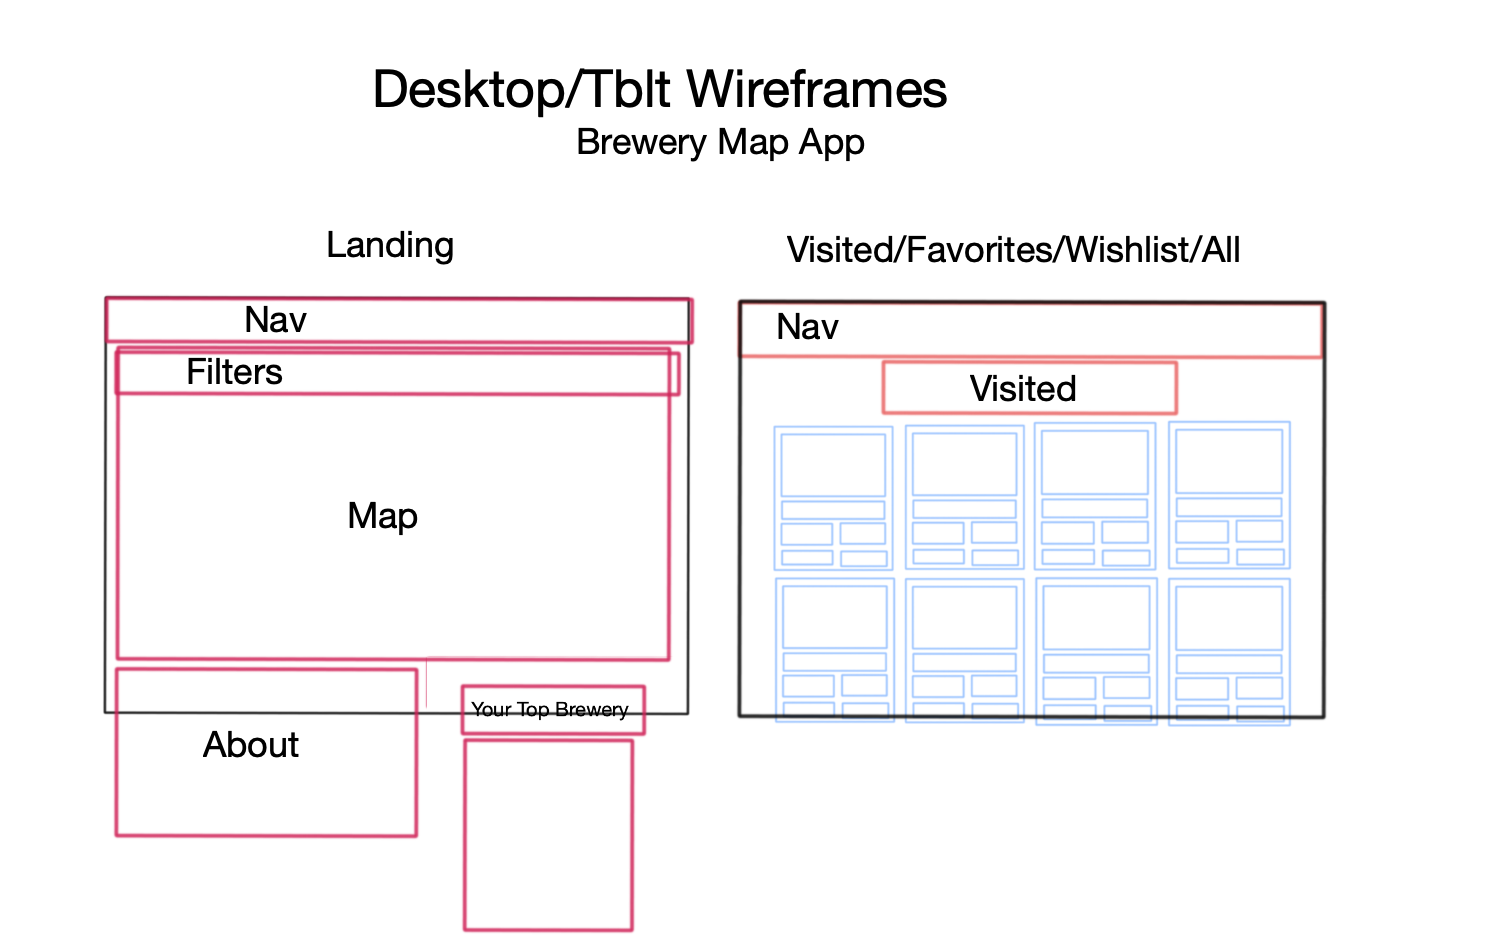 Desktop/Tblt Wireframes
Brewery Map App
Landing
Nav
Filters
Map
About
Your Top Brewery
Visited/Favorites/Wishlist/All
Nav
Visited